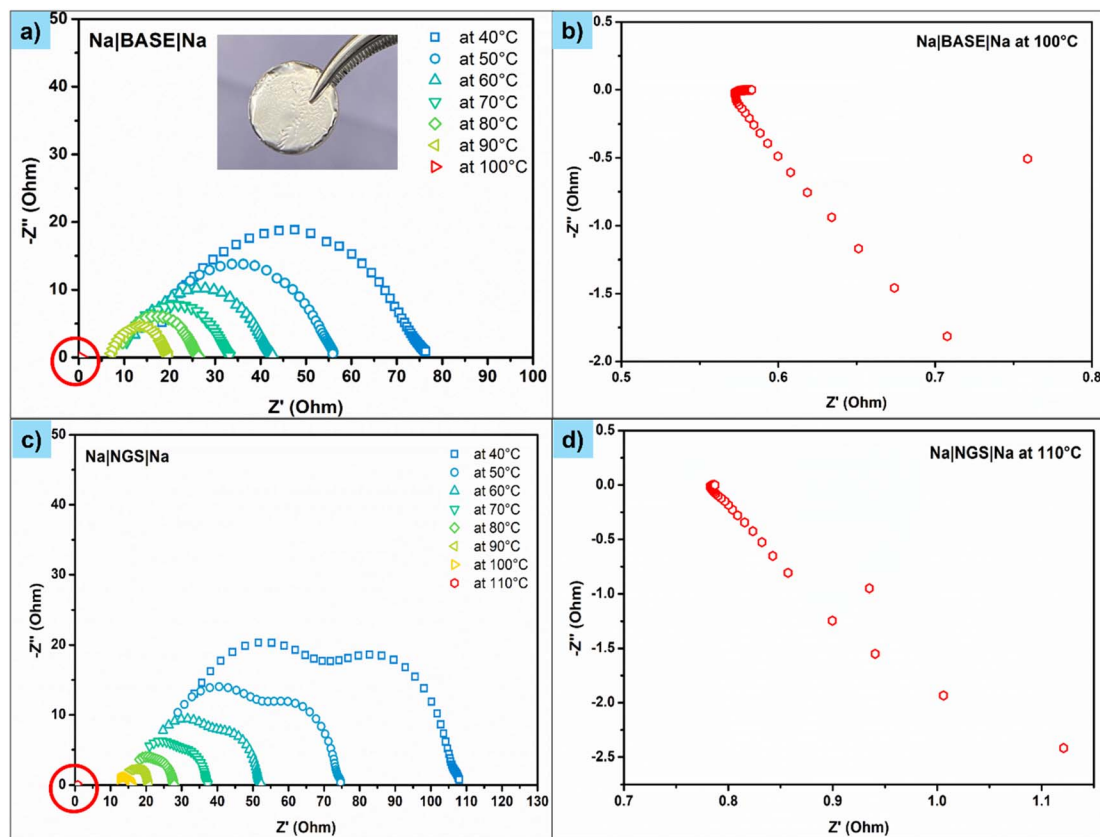 a)
Na|BASE|Na
at 40°C
at 50°C
at 60°C
at 70°C
at 80°C
at 90°C
at 100°C
50
40
30
20
10
0
-Z'' (Ohm)
0 10 20 30 40 50 60 70 80 90 100
Z' (Ohm)
b)
Na|BASE|Na at 100°C
0.5
0.0
-0.5
-1.0
-1.5
-2.0
-Z'' (Ohm)
0.5 0.6 0.7 0.8
Z' (Ohm)
c)
Na|NGS|Na
at 40°C
at 50°C
at 60°C
at 70°C
at 80°C
at 90°C
at 100°C
at 110°C
50
40
30
20
10
0
-Z'' (Ohm)
0 10 20 30 40 50 60 70 80 90 100 110 120 130
Z' (Ohm)
d)
Na|NGS|Na at 110°C
0.5
0.0
-0.5
-1.0
-1.5
-2.0
-2.5
-Z'' (Ohm)
0.7 0.8 0.9 1.0 1.1
Z' (Ohm)